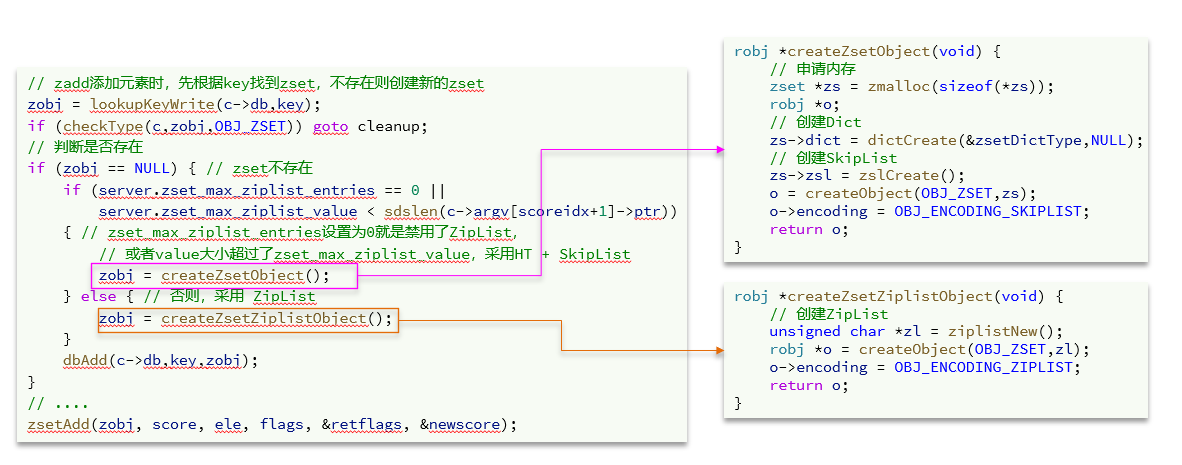 // zadd添加元素时，先根据key找到zset，不存在则创建新的zset
zobj = lookupKeyWrite(c->db,key);
if (checkType(c,zobj,OBJ_ZSET)) goto cleanup;
// 判断是否存在
if (zobj == NULL) { // zset不存在
    if (server.zset_max_ziplist_entries == 0 ||
        server.zset_max_ziplist_value < sdslen(c->argv[scoreidx+1]->ptr))
    { // zset_max_ziplist_entries设置为0就是禁用了ZipList，
        // 或者value大小超过了zset_max_ziplist_value，采用HT + SkipList
        zobj = createZsetObject();
    } else { // 否则，采用 ZipList
        zobj = createZsetZiplistObject();
    }
    dbAdd(c->db,key,zobj);
}
// ....
zsetAdd(zobj, score, ele, flags, &retflags, &newscore);
robj *createZsetObject(void) {
    // 申请内存
    zset *zs = zmalloc(sizeof(*zs));
    robj *o;
    // 创建Dict
    zs->dict = dictCreate(&zsetDictType,NULL);
    // 创建SkipList
    zs->zsl = zslCreate();
    o = createObject(OBJ_ZSET,zs);
    o->encoding = OBJ_ENCODING_SKIPLIST;
    return o;
}
robj *createZsetZiplistObject(void) {
    // 创建ZipList
    unsigned char *zl = ziplistNew();
    robj *o = createObject(OBJ_ZSET,zl);
    o->encoding = OBJ_ENCODING_ZIPLIST;
    return o;
}